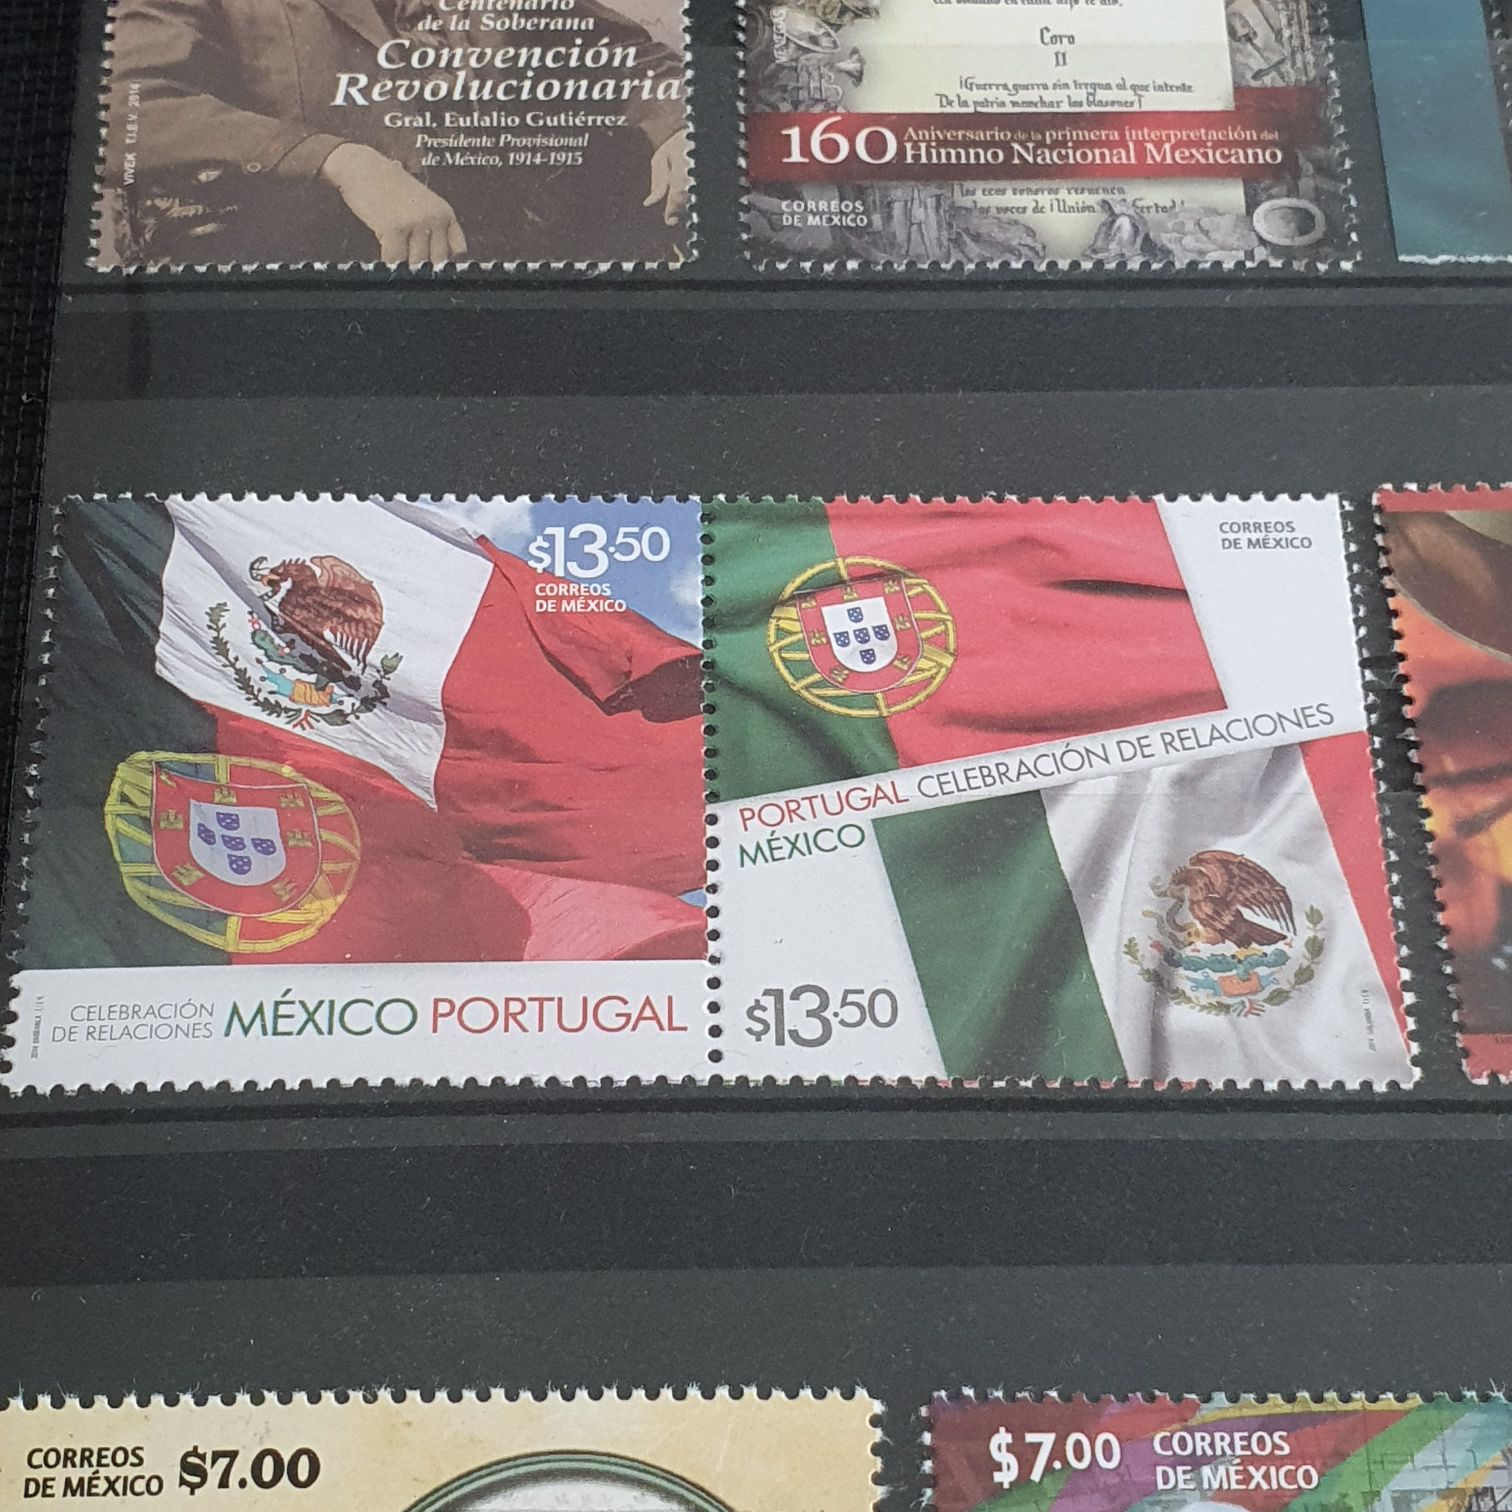 Centenario
de la Soberana
Convención
Revolucionaria
Gral. Eulalio Gutiérrez
Presidente Provisional
de México, 1914-1915
VIVEK T.I.E.V. 2014
Coro
II
¡Guerra, guerra sin tregua al que intente
De la patria manchar los blasones!
160 Aniversario de la primera interpretación del
Himno Nacional Mexicano
CORREOS
DE MÉXICO
$13.50
CORREOS
DE MÉXICO
CELEBRACIÓN
DE RELACIONES MÉXICO PORTUGAL
CORREOS
DE MÉXICO
PORTUGAL CELEBRACIÓN DE RELACIONES
MÉXICO
$13.50
CORREOS
DE MÉXICO $7.00
$7.00 CORREOS
DE MÉXICO